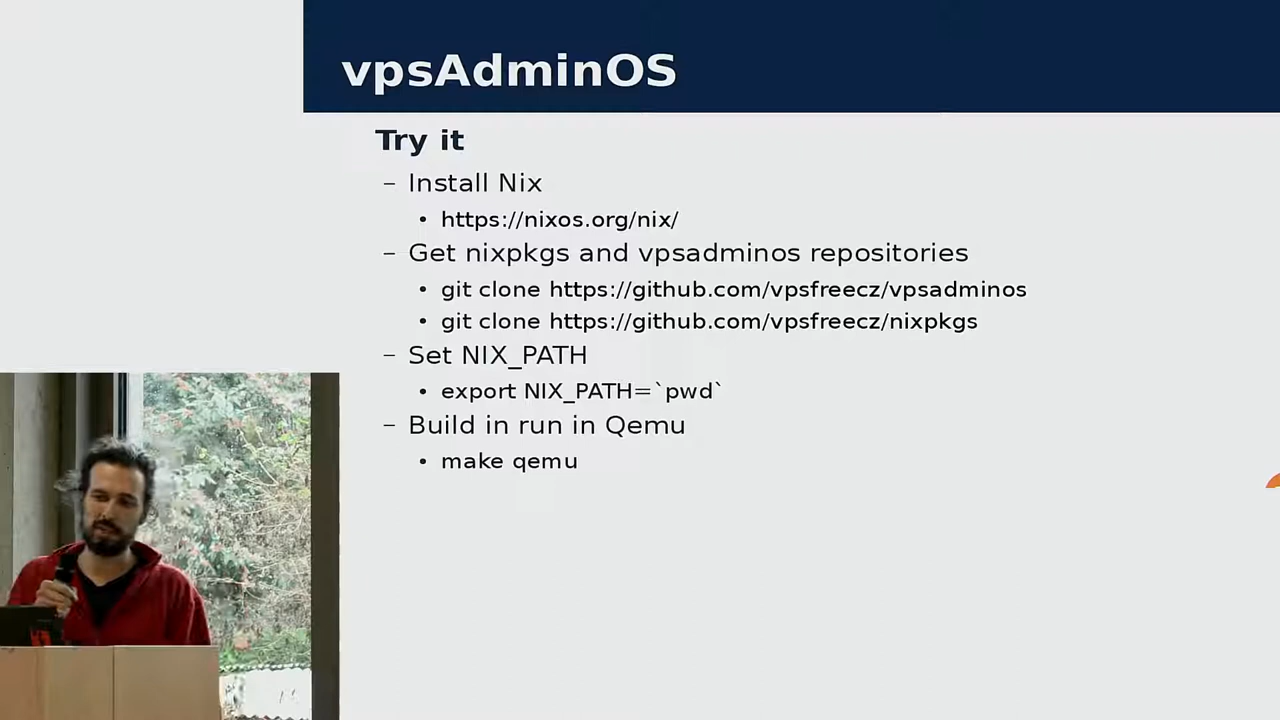 vpsAdminOS
Try it
– Install Nix
• https://nixos.org/nix/
– Get nixpkgs and vpsadminos repositories
• git clone https://github.com/vpsfreecz/vpsadminos
• git clone https://github.com/vpsfreecz/nixpkgs
– Set NIX_PATH
• export NIX_PATH=`pwd`
– Build in run in Qemu
• make qemu